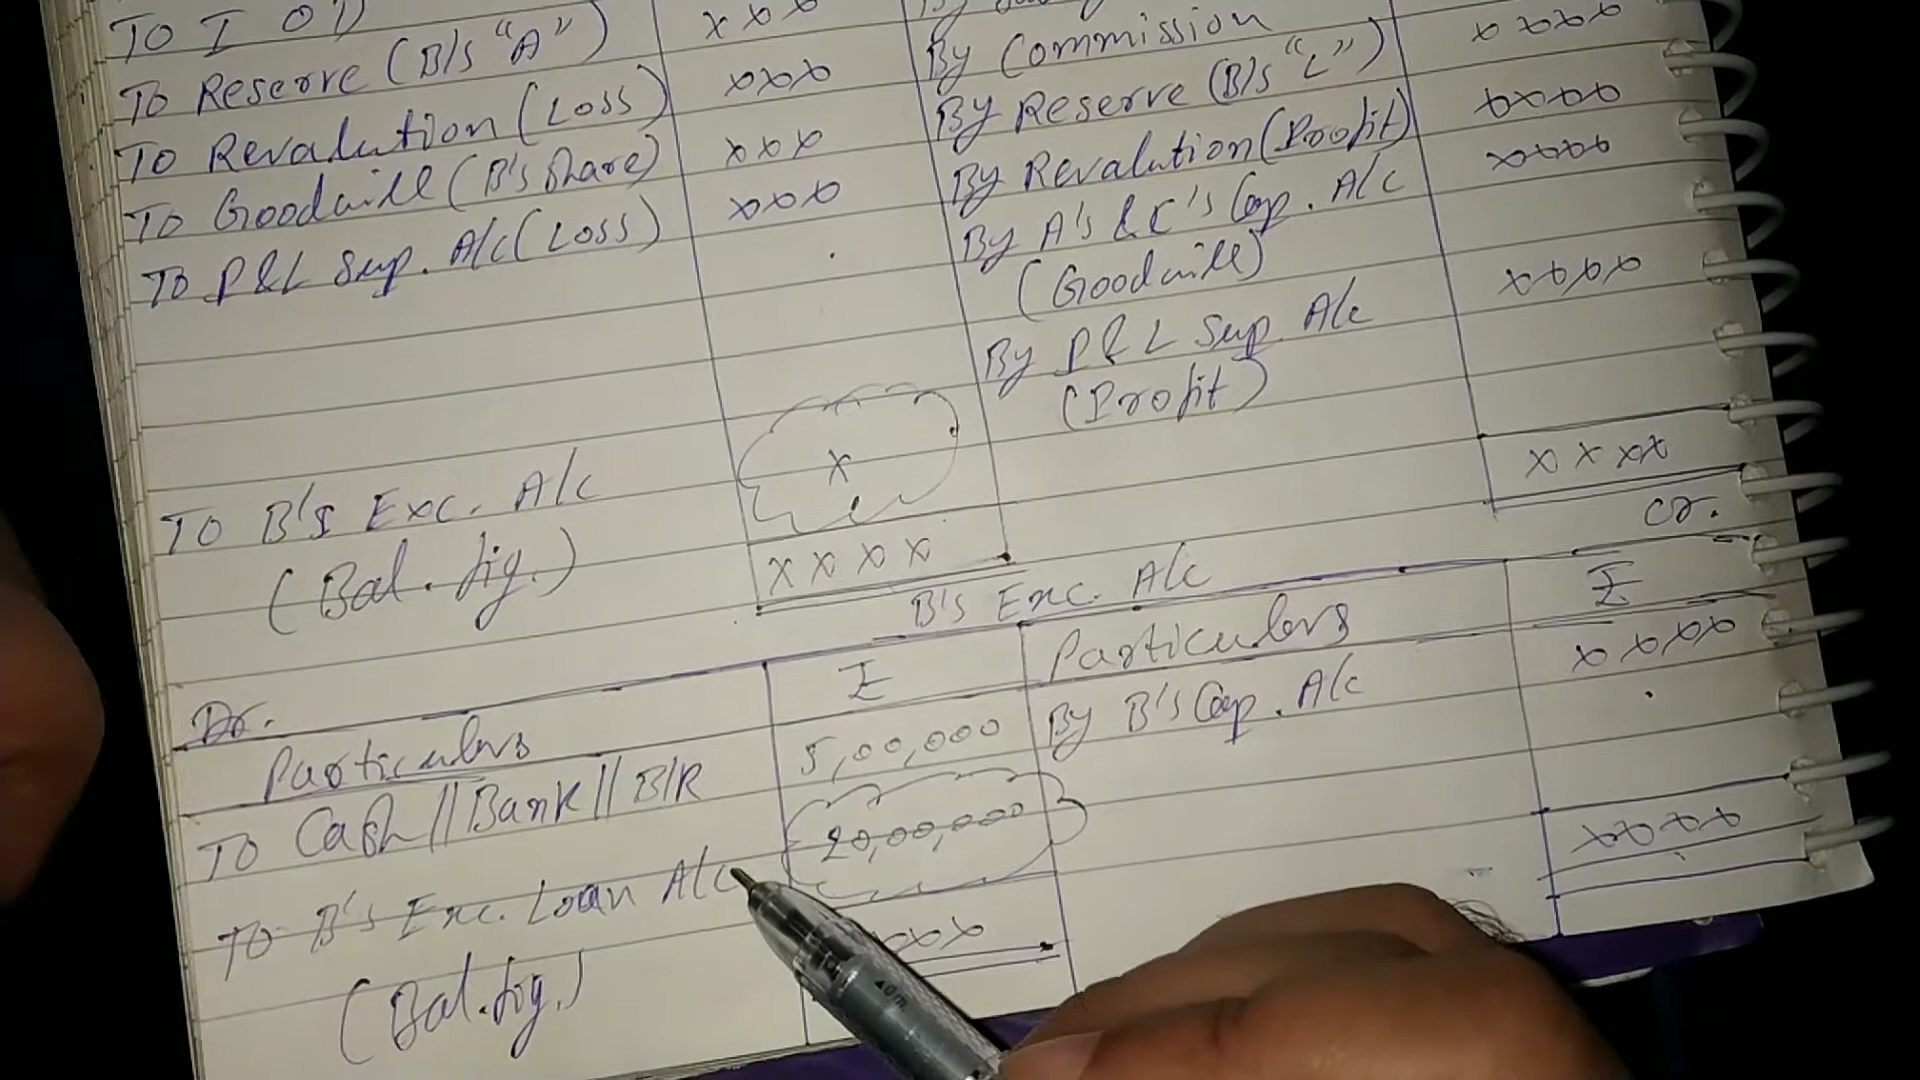 To I O D xxx
To Reserve (B/s "A") xxx
To Revalution (Loss) xxx
To Goodwill (B's Share) xxx
To P&L Sup. A/c (Loss)
To B's Exc. A/c x
(Bal. fig.)
xxxx
By Commission xxxx
By Reserve (B/s "L") xxxx
By Revalution (Profit) xxxx
By A's & C's Cap. A/c
(Goodwill) xxxx
By P&L Sup. A/c
(Profit)
xxxx
B's Exc. A/c
Dr. Cr.
Particulars ₹ Particulars ₹
To Cash//Bank//B/R 5,00,000 By B's Cap. A/c xxxx
To B's Exc. Loan A/c 20,00,000
(Bal. fig.)
xxx xxxx